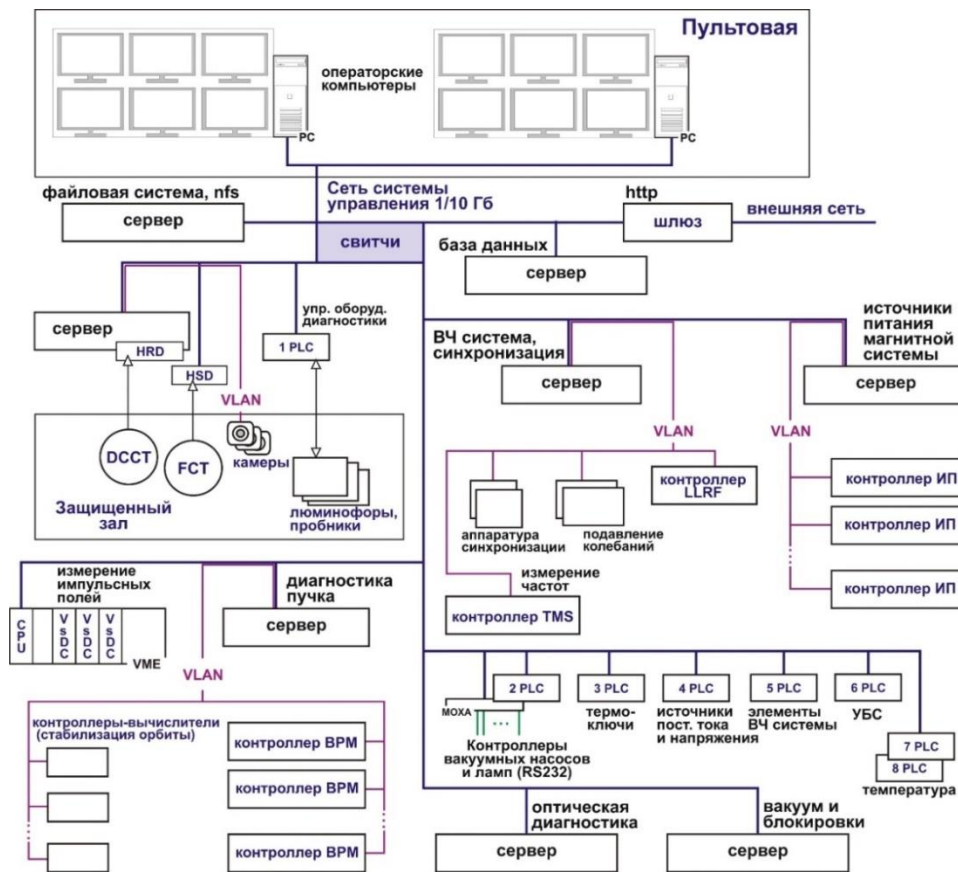 Пультовая
операторские
компьютеры
PC
PC
файловая система, nfs
сервер
Сеть системы
управления 1/10 Гб
http
шлюз
внешняя сеть
свитчи
база данных
сервер
упр. оборуд.
диагностики
1 PLC
сервер
HRD
HSD
VLAN
DCCT
FCT
камеры
Защищенный
зал
люминофоры,
пробники
ВЧ система,
синхронизация
сервер
источники
питания
магнитной
системы
сервер
VLAN
VLAN
контроллер
LLRF
аппаратура
синхронизации
подавление
колебаний
контроллер ИП
контроллер ИП
контроллер ИП
измерение
частот
контроллер TMS
измерение
импульсных
полей
CPU
VsDC
VsDC
VsDC
VME
диагностика
пучка
сервер
VLAN
контроллеры-вычислители
(стабилизация орбиты)
контроллер BPM
контроллер BPM
контроллер BPM
2 PLC
MOXA
Контроллеры
вакуумных насосов
и ламп (RS232)
3 PLC
термо-
ключи
4 PLC
источники
пост. тока
и напряжения
5 PLC
элементы
ВЧ системы
6 PLC
УБС
7 PLC
8 PLC
температура
оптическая
диагностика
сервер
вакуум и
блокировки
сервер